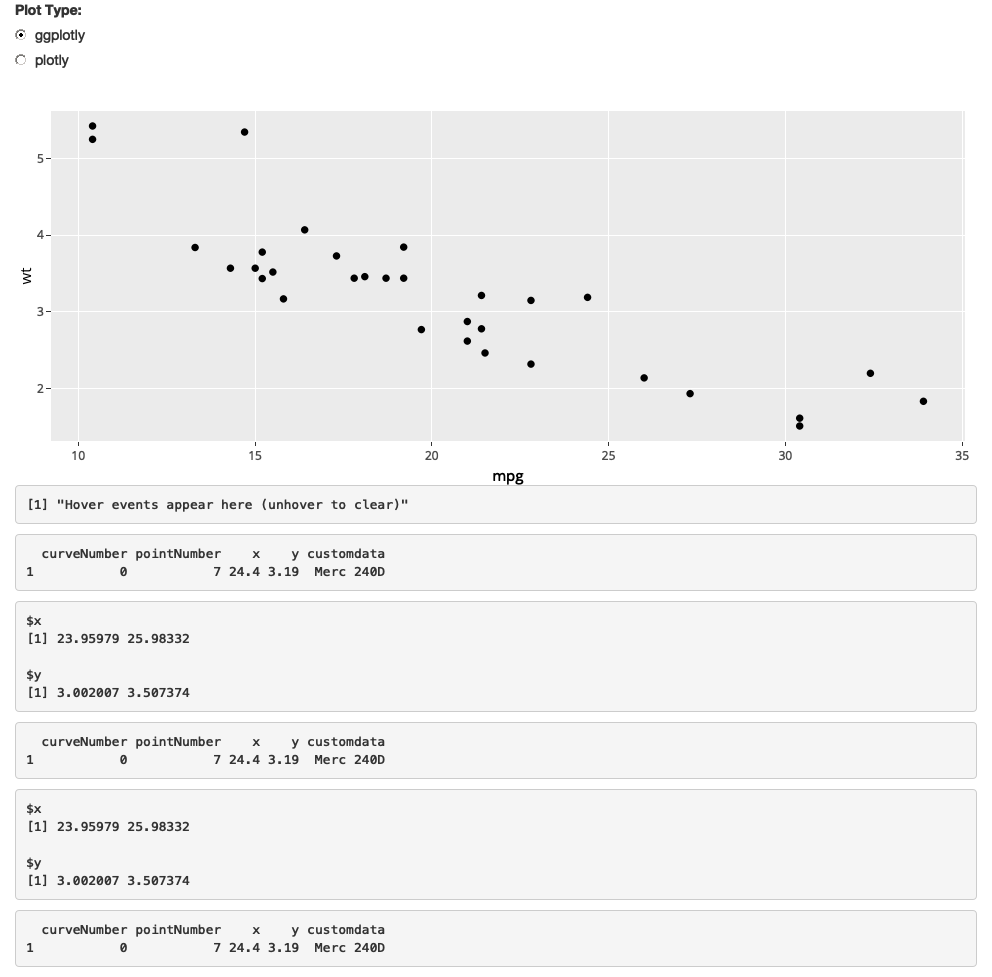 Plot Type:
ggplotly
plotly
5
4
3
2
wt
10 15 20 25 30 35
mpg
[1] "Hover events appear here (unhover to clear)"
  curveNumber pointNumber    x    y customdata
1           0           7 24.4 3.19  Merc 240D
$x
[1] 23.95979 25.98332
$y
[1] 3.002007 3.507374
  curveNumber pointNumber    x    y customdata
1           0           7 24.4 3.19  Merc 240D
$x
[1] 23.95979 25.98332
$y
[1] 3.002007 3.507374
  curveNumber pointNumber    x    y customdata
1           0           7 24.4 3.19  Merc 240D